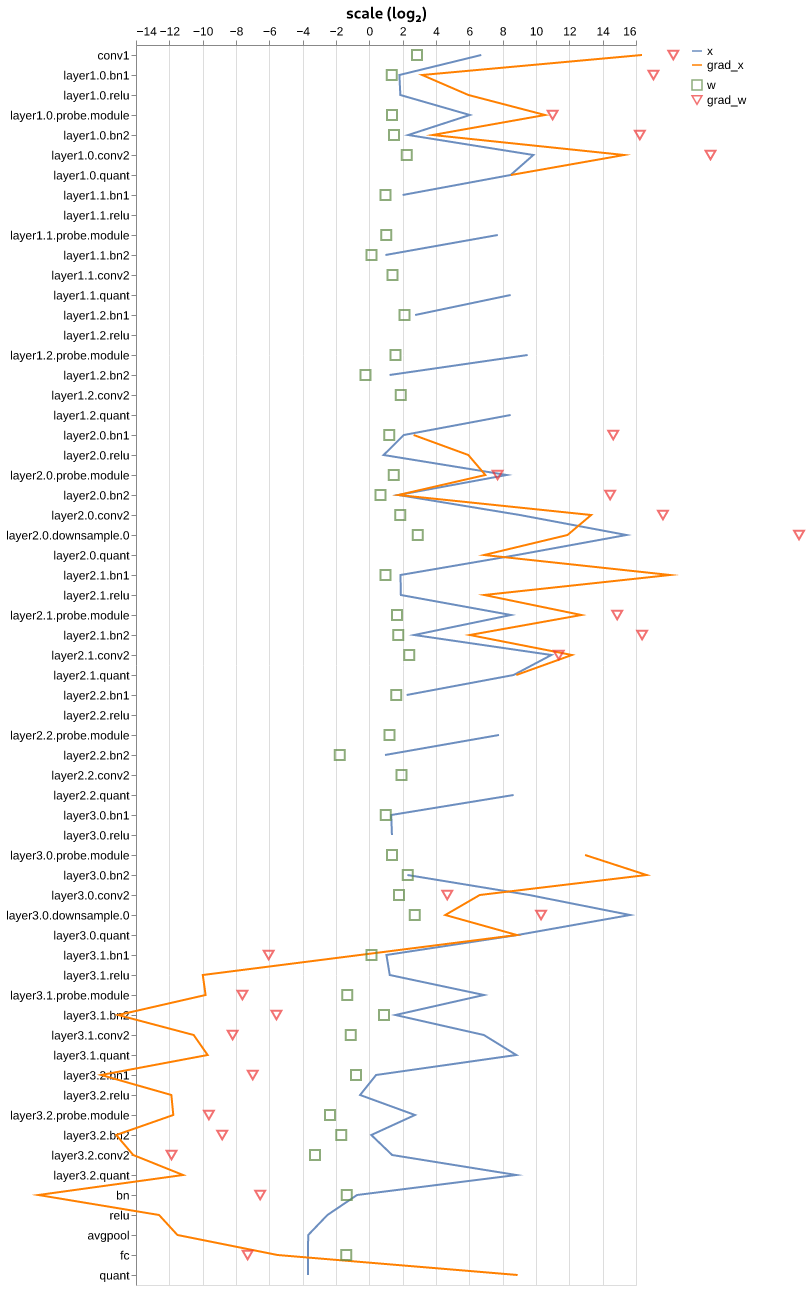 scale (log₂)
−14 −12 −10 −8 −6 −4 −2 0 2 4 6 8 10 12 14 16
conv1
layer1.0.bn1
layer1.0.relu
layer1.0.probe.module
layer1.0.bn2
layer1.0.conv2
layer1.0.quant
layer1.1.bn1
layer1.1.relu
layer1.1.probe.module
layer1.1.bn2
layer1.1.conv2
layer1.1.quant
layer1.2.bn1
layer1.2.relu
layer1.2.probe.module
layer1.2.bn2
layer1.2.conv2
layer1.2.quant
layer2.0.bn1
layer2.0.relu
layer2.0.probe.module
layer2.0.bn2
layer2.0.conv2
layer2.0.downsample.0
layer2.0.quant
layer2.1.bn1
layer2.1.relu
layer2.1.probe.module
layer2.1.bn2
layer2.1.conv2
layer2.1.quant
layer2.2.bn1
layer2.2.relu
layer2.2.probe.module
layer2.2.bn2
layer2.2.conv2
layer2.2.quant
layer3.0.bn1
layer3.0.relu
layer3.0.probe.module
layer3.0.bn2
layer3.0.conv2
layer3.0.downsample.0
layer3.0.quant
layer3.1.bn1
layer3.1.relu
layer3.1.probe.module
layer3.1.bn2
layer3.1.conv2
layer3.1.quant
layer3.2.bn1
layer3.2.relu
layer3.2.probe.module
layer3.2.bn2
layer3.2.conv2
layer3.2.quant
bn
relu
avgpool
fc
quant
x
grad_x
w
grad_w